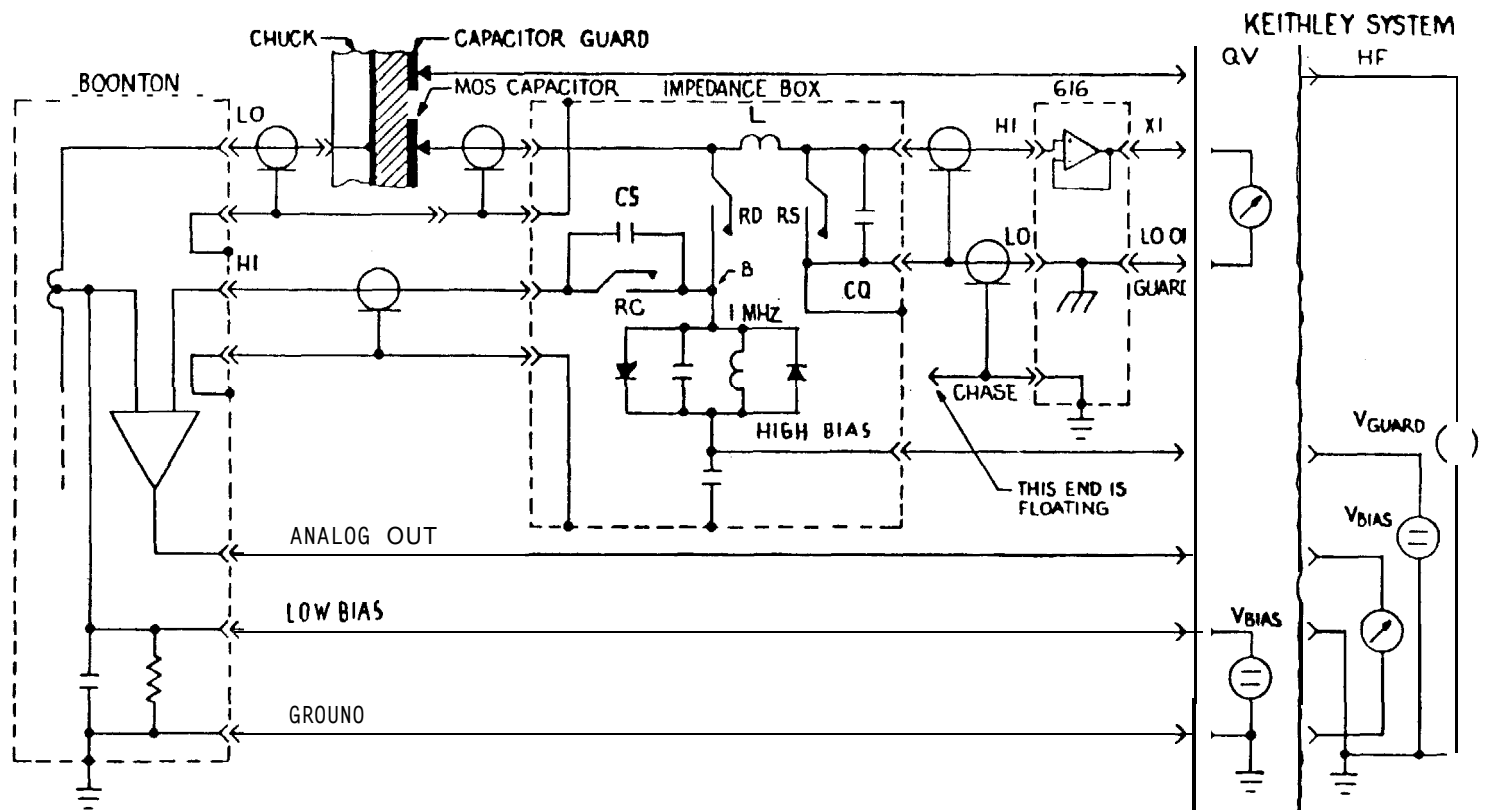 KEITHLEY SYSTEM
CHUCK
CAPACITOR GUARD
QV
HF
BOONTON
MOS CAPACITOR
IMPEDANCE BOX
616
LO
L
HI
X1
CS
RD
RS
LO
LO OI
HI
B
CQ
GUARD
RC
1 MHZ
CHASE
HIGH BIAS
VGUARD
( )
THIS END IS
FLOATING
VBIAS
ANALOG OUT
LOW BIAS
VBIAS
GROUNO